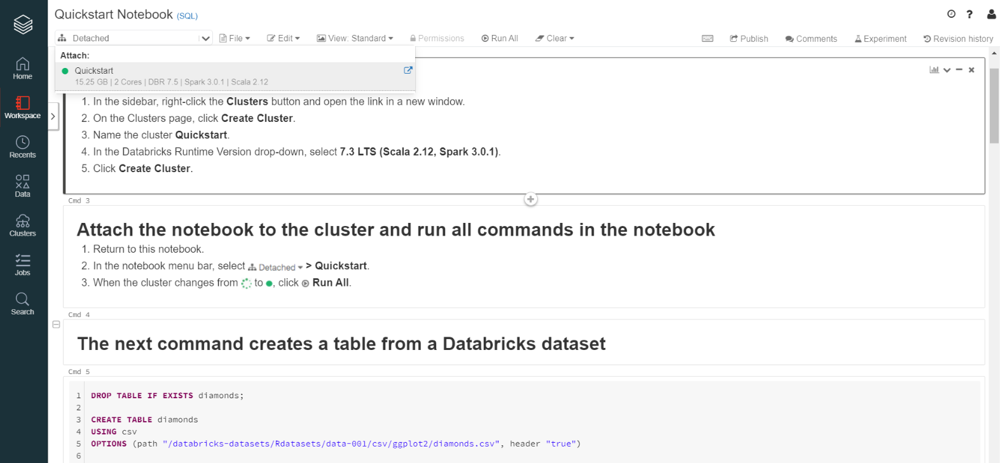 Quickstart Notebook (SQL)
Detached
File
Edit
View: Standard
Permissions
Run All
Clear
Publish
Comments
Experiment
Revision history
Attach:
Quickstart
15.25 GB | 2 Cores | DBR 7.5 | Spark 3.0.1 | Scala 2.12
Home
Workspace
Recents
Data
Clusters
Jobs
Search
1. In the sidebar, right-click the Clusters button and open the link in a new window.
2. On the Clusters page, click Create Cluster.
3. Name the cluster Quickstart.
4. In the Databricks Runtime Version drop-down, select 7.3 LTS (Scala 2.12, Spark 3.0.1).
5. Click Create Cluster.
Cmd 3
Attach the notebook to the cluster and run all commands in the notebook
1. Return to this notebook.
2. In the notebook menu bar, select Detached > Quickstart.
3. When the cluster changes from to , click Run All.
Cmd 4
The next command creates a table from a Databricks dataset
Cmd 5
1 DROP TABLE IF EXISTS diamonds;
2
3 CREATE TABLE diamonds
4 USING csv
5 OPTIONS (path "/databricks-datasets/Rdatasets/data-001/csv/ggplot2/diamonds.csv", header "true")
6